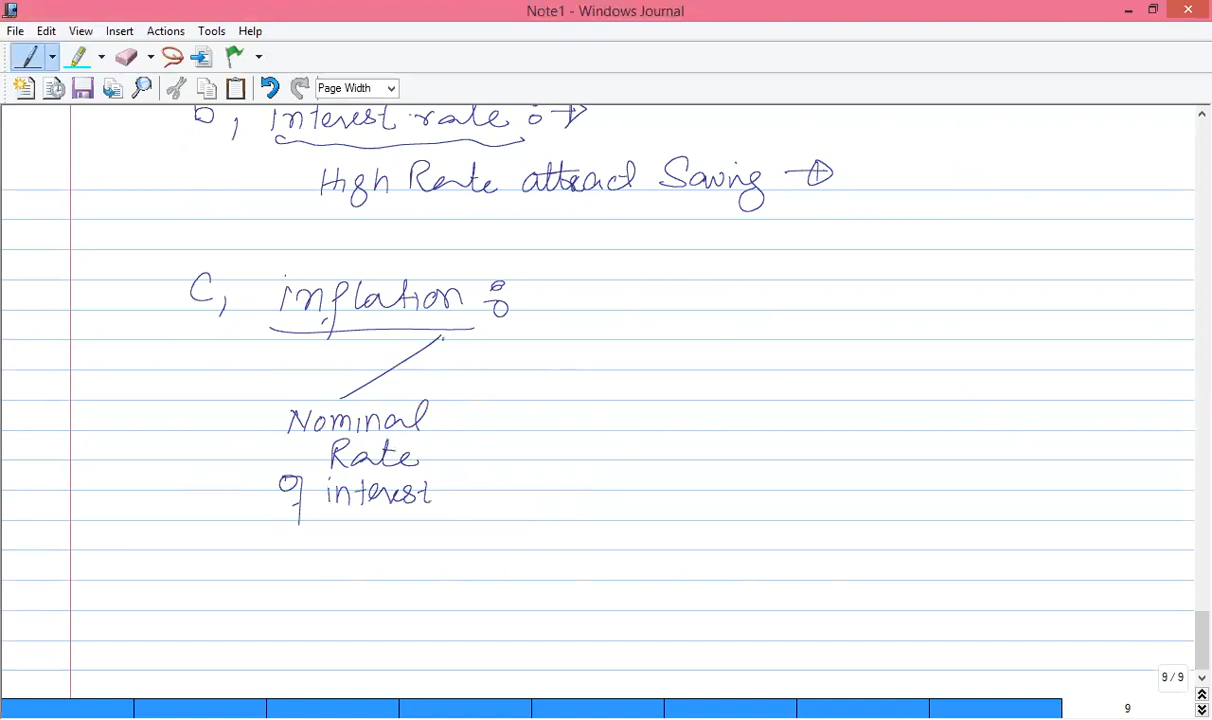 Note1 - Windows Journal
File Edit View Insert Actions Tools Help
Page Width
b, Interest rate :→
High Rate attract Saving →
C, inflation :
Nominal
Rate
of interest
9 / 9
9